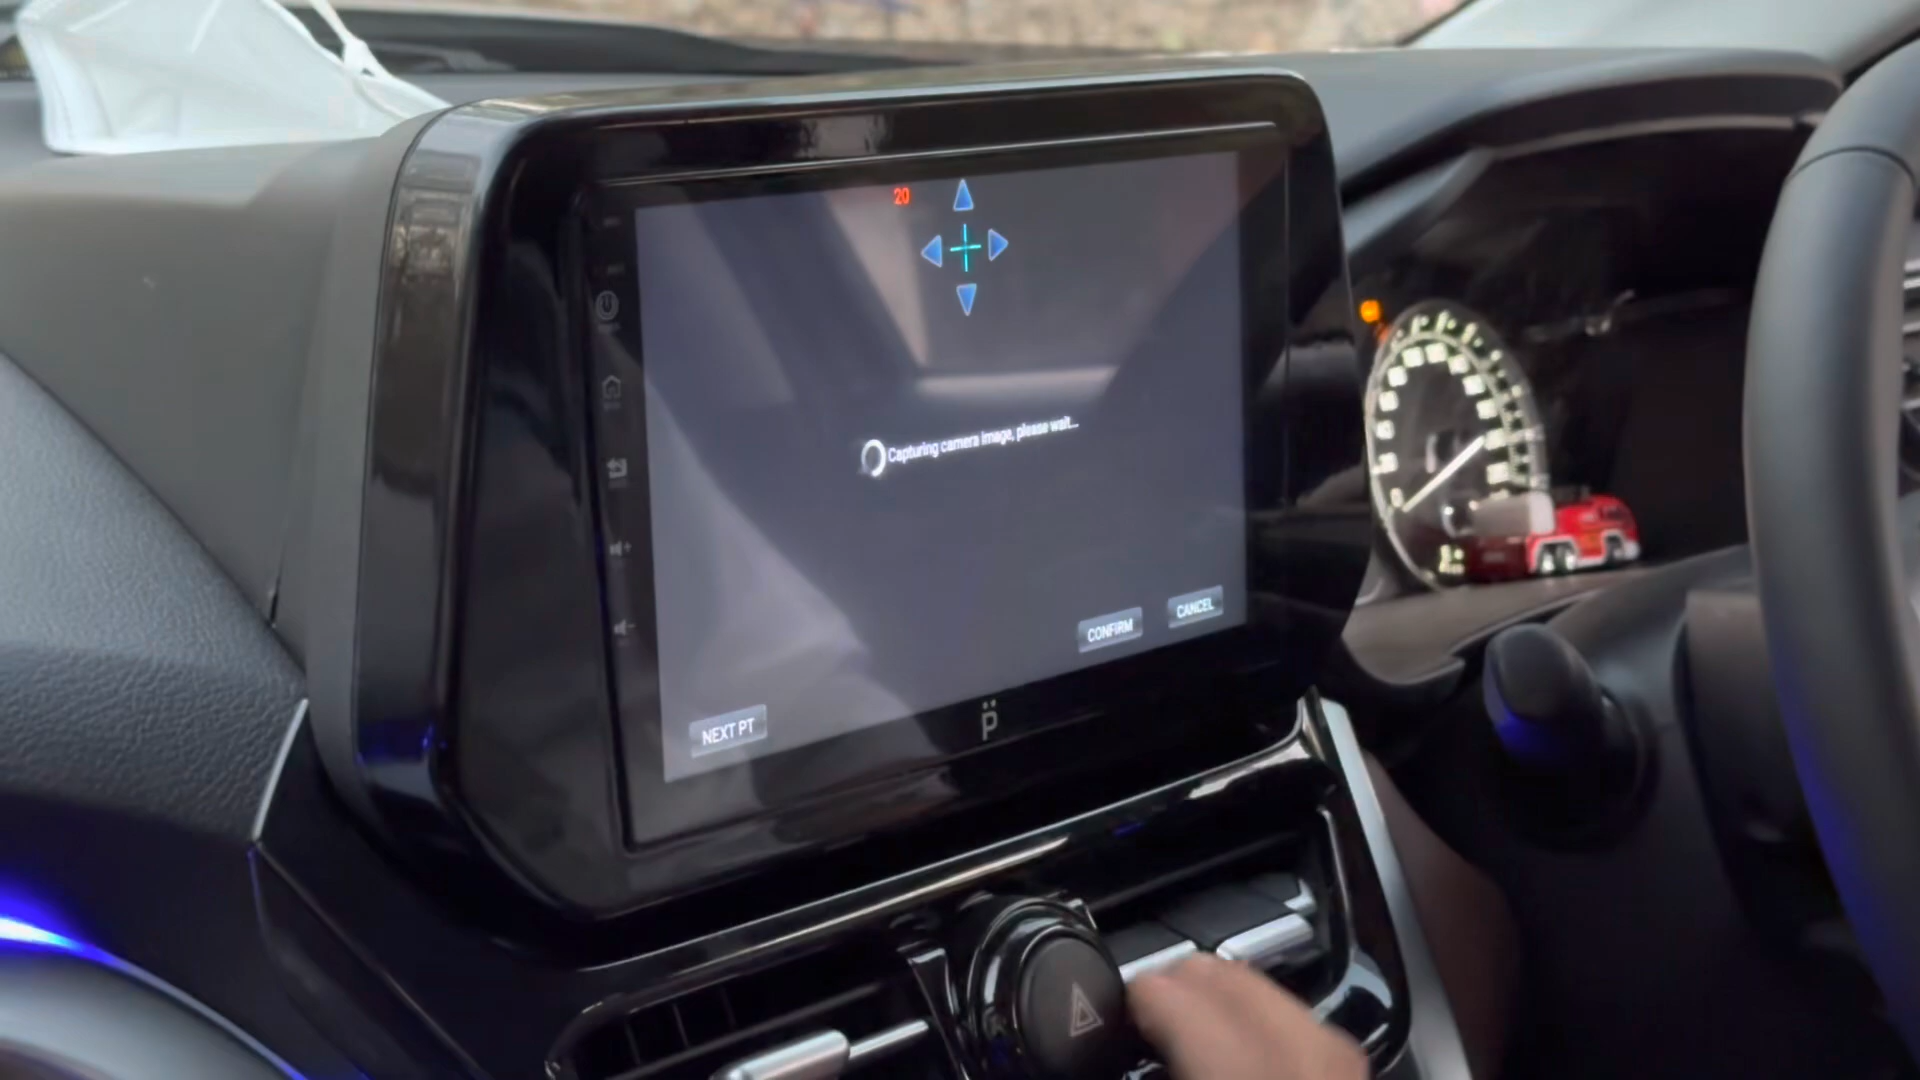 20
Capturing camera image, please wait...
CONFIRM
CANCEL
NEXT PT
p̈